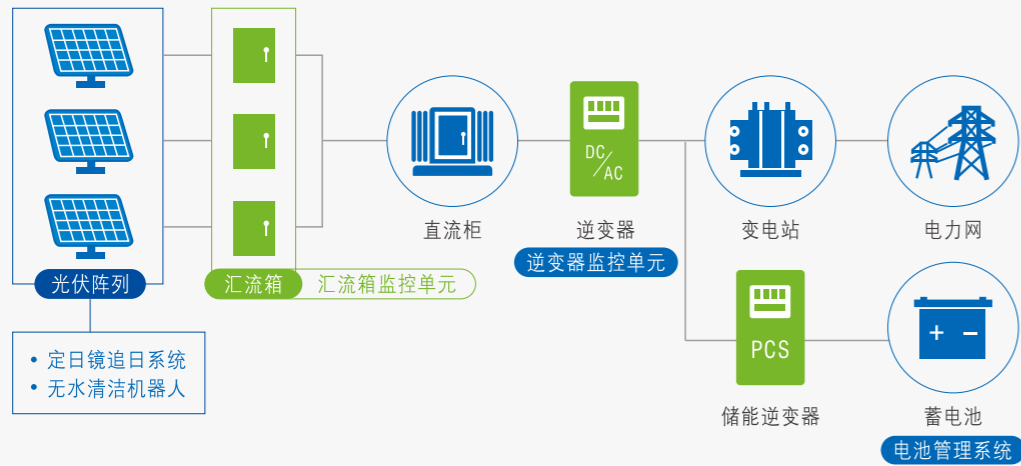 DC/AC
直流柜
逆变器
变电站
电力网
逆变器监控单元
光伏阵列
汇流箱
汇流箱监控单元
• 定日镜追日系统
• 无水清洁机器人
PCS
+ -
储能逆变器
蓄电池
电池管理系统